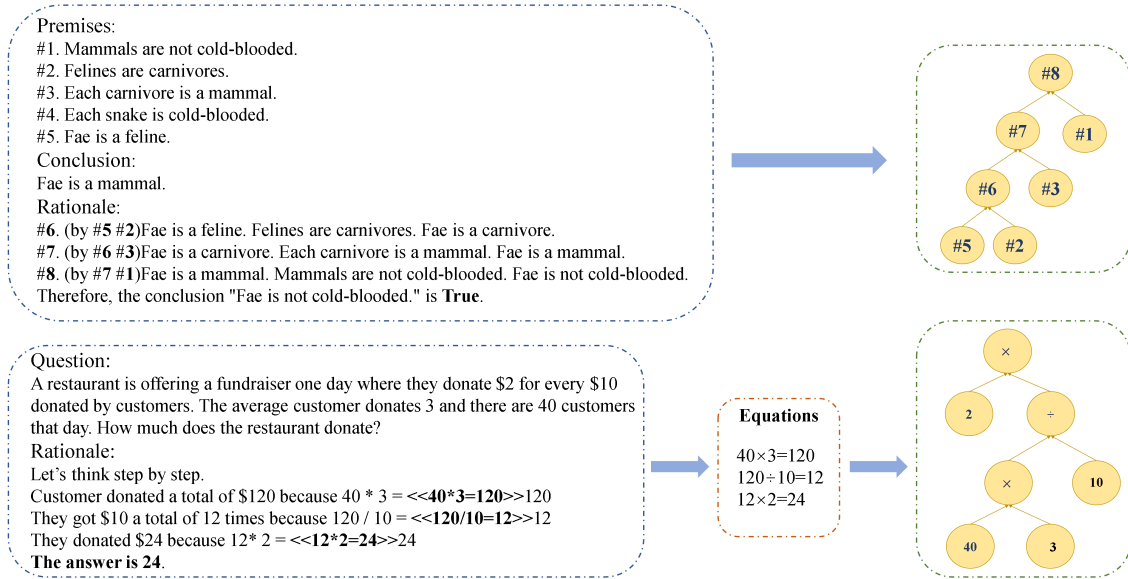 Premises:
#1. Mammals are not cold-blooded.
#2. Felines are carnivores.
#3. Each carnivore is a mammal.
#4. Each snake is cold-blooded.
#5. Fae is a feline.
Conclusion:
Fae is a mammal.
Rationale:
#6. (by #5 #2)Fae is a feline. Felines are carnivores. Fae is a carnivore.
#7. (by #6 #3)Fae is a carnivore. Each carnivore is a mammal. Fae is a mammal.
#8. (by #7 #1)Fae is a mammal. Mammals are not cold-blooded. Fae is not cold-blooded.
Therefore, the conclusion "Fae is not cold-blooded." is True.
#8
#7
#1
#6
#3
#5
#2
Question:
A restaurant is offering a fundraiser one day where they donate $2 for every $10
donated by customers. The average customer donates 3 and there are 40 customers
that day. How much does the restaurant donate?
Rationale:
Let's think step by step.
Customer donated a total of $120 because 40 * 3 = <<40*3=120>>120
They got $10 a total of 12 times because 120 / 10 = <<120/10=12>>12
They donated $24 because 12* 2 = <<12*2=24>>24
The answer is 24.
Equations
40×3=120
120÷10=12
12×2=24
×
2
÷
×
10
40
3